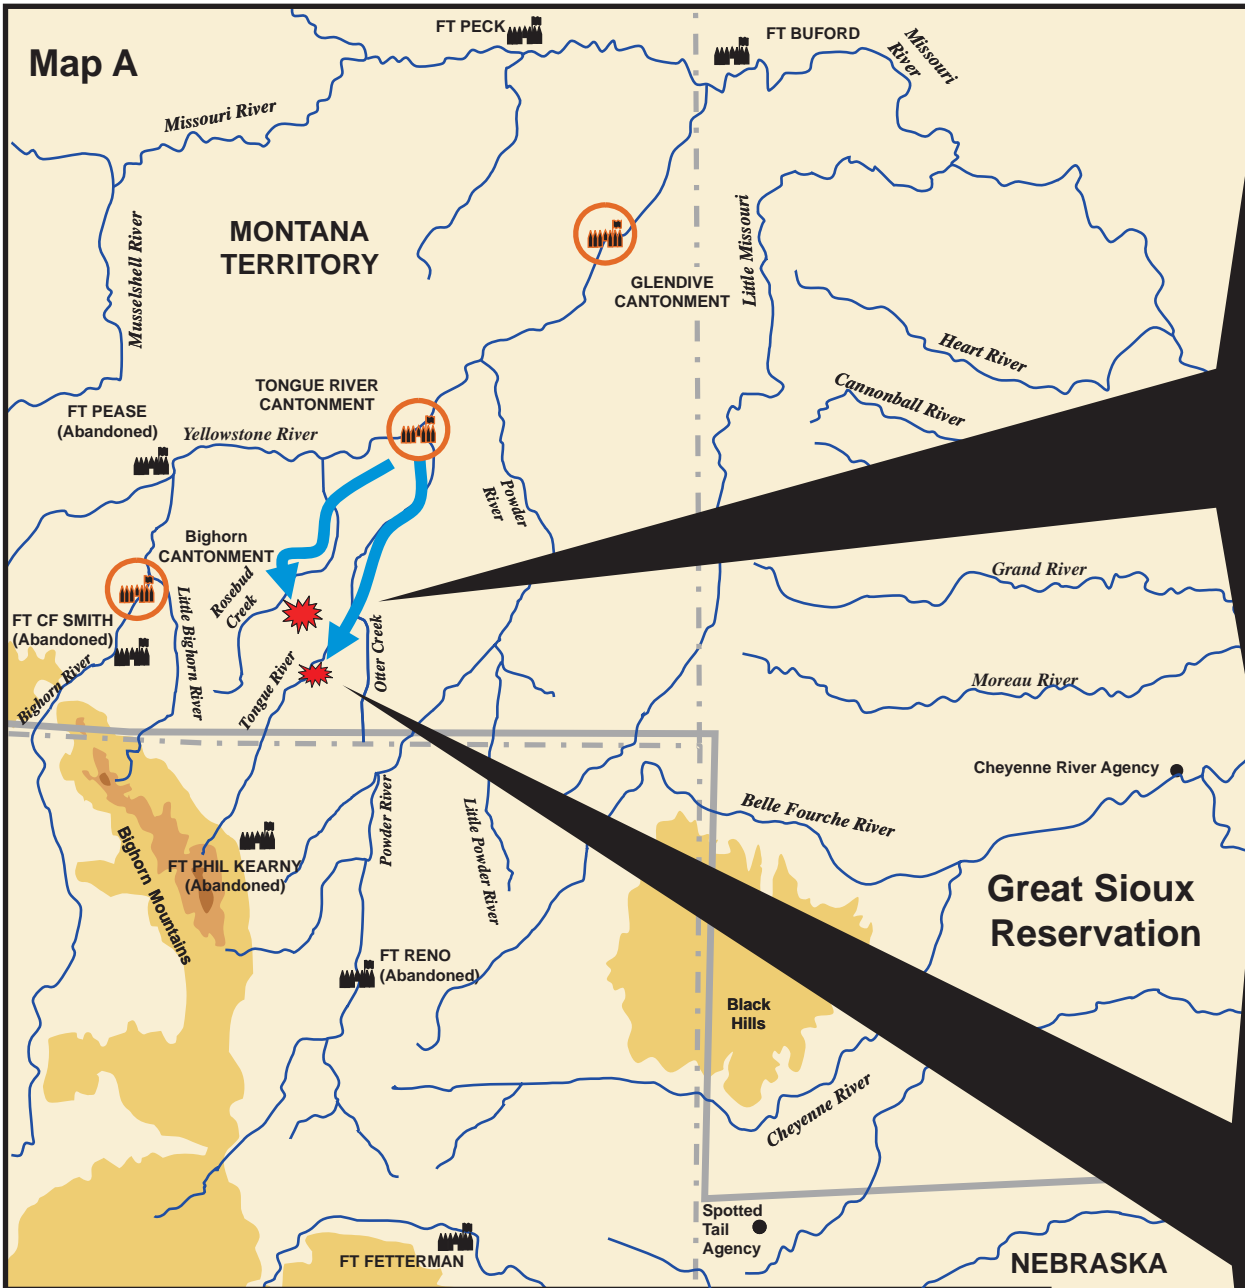 FT PECK
FT BUFORD
Missouri
River
Map A
Missouri River
Musselshell River
MONTANA
TERRITORY
Little Missouri
GLENDIVE
CANTONMENT
Heart River
Cannonball River
TONGUE RIVER
CANTONMENT
FT PEASE
(Abandoned)
Yellowstone River
Powder
River
Bighorn
CANTONMENT
Rosebud
Creek
Little Bighorn River
FT CF SMITH
(Abandoned)
Bighorn River
Tongue River
Otter Creek
Grand River
Moreau River
Cheyenne River Agency
Belle Fourche River
Powder River
Little Powder River
Bighorn Mountains
FT PHIL KEARNY
(Abandoned)
Great Sioux
Reservation
FT RENO
(Abandoned)
Black
Hills
Cheyenne River
Spotted
Tail
Agency
FT FETTERMAN
NEBRASKA